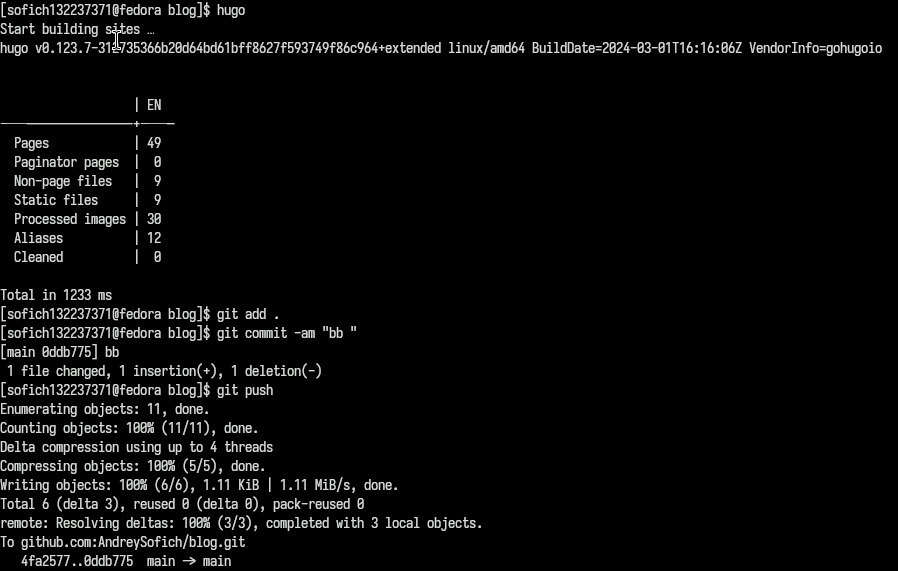 [sofich132237371@fedora blog]$ hugo
Start building sites …
hugo v0.123.7-312735366b20d64bd61bff8627f593749f86c964+extended linux/amd64 BuildDate=2024-03-01T16:16:06Z VendorInfo=gohugoio
| EN
-------------------+-----
Pages | 49
Paginator pages | 0
Non-page files | 9
Static files | 9
Processed images | 30
Aliases | 12
Cleaned | 0
Total in 1233 ms
[sofich132237371@fedora blog]$ git add .
[sofich132237371@fedora blog]$ git commit -am "bb "
[main 0ddb775] bb
1 file changed, 1 insertion(+), 1 deletion(-)
[sofich132237371@fedora blog]$ git push
Enumerating objects: 11, done.
Counting objects: 100% (11/11), done.
Delta compression using up to 4 threads
Compressing objects: 100% (5/5), done.
Writing objects: 100% (6/6), 1.11 KiB | 1.11 MiB/s, done.
Total 6 (delta 3), reused 0 (delta 0), pack-reused 0
remote: Resolving deltas: 100% (3/3), completed with 3 local objects.
To github.com:AndreySofich/blog.git
4fa2577..0ddb775 main -> main